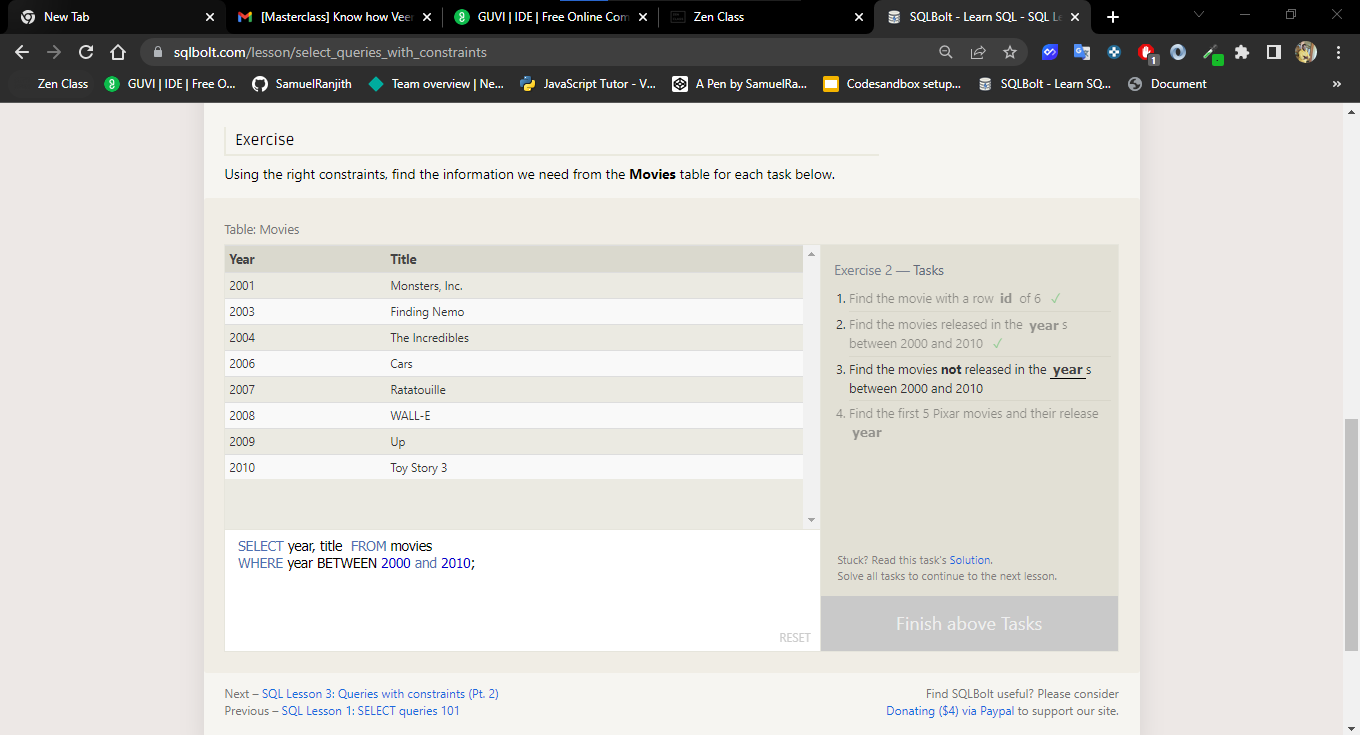 New Tab
[Masterclass] Know how Veer
GUVI | IDE | Free Online Com
Zen Class
SQLBolt - Learn SQL - SQL Le
sqlbolt.com/lesson/select_queries_with_constraints
1
Zen Class
GUVI | IDE | Free O...
SamuelRanjith
Team overview | Ne...
JavaScript Tutor - V...
A Pen by SamuelRa...
Codesandbox setup...
SQLBolt - Learn SQ...
Document
»
Exercise
Using the right constraints, find the information we need from the Movies table for each task below.
Table: Movies
Year Title
2001 Monsters, Inc.
2003 Finding Nemo
2004 The Incredibles
2006 Cars
2007 Ratatouille
2008 WALL-E
2009 Up
2010 Toy Story 3
SELECT year, title FROM movies
WHERE year BETWEEN 2000 and 2010;
RESET
Exercise 2 — Tasks
1. Find the movie with a row id of 6 ✓
2. Find the movies released in the years
between 2000 and 2010 ✓
3. Find the movies not released in the years
between 2000 and 2010
4. Find the first 5 Pixar movies and their release
year
Stuck? Read this task's Solution.
Solve all tasks to continue to the next lesson.
Finish above Tasks
Next – SQL Lesson 3: Queries with constraints (Pt. 2)
Previous – SQL Lesson 1: SELECT queries 101
Find SQLBolt useful? Please consider
Donating ($4) via Paypal to support our site.